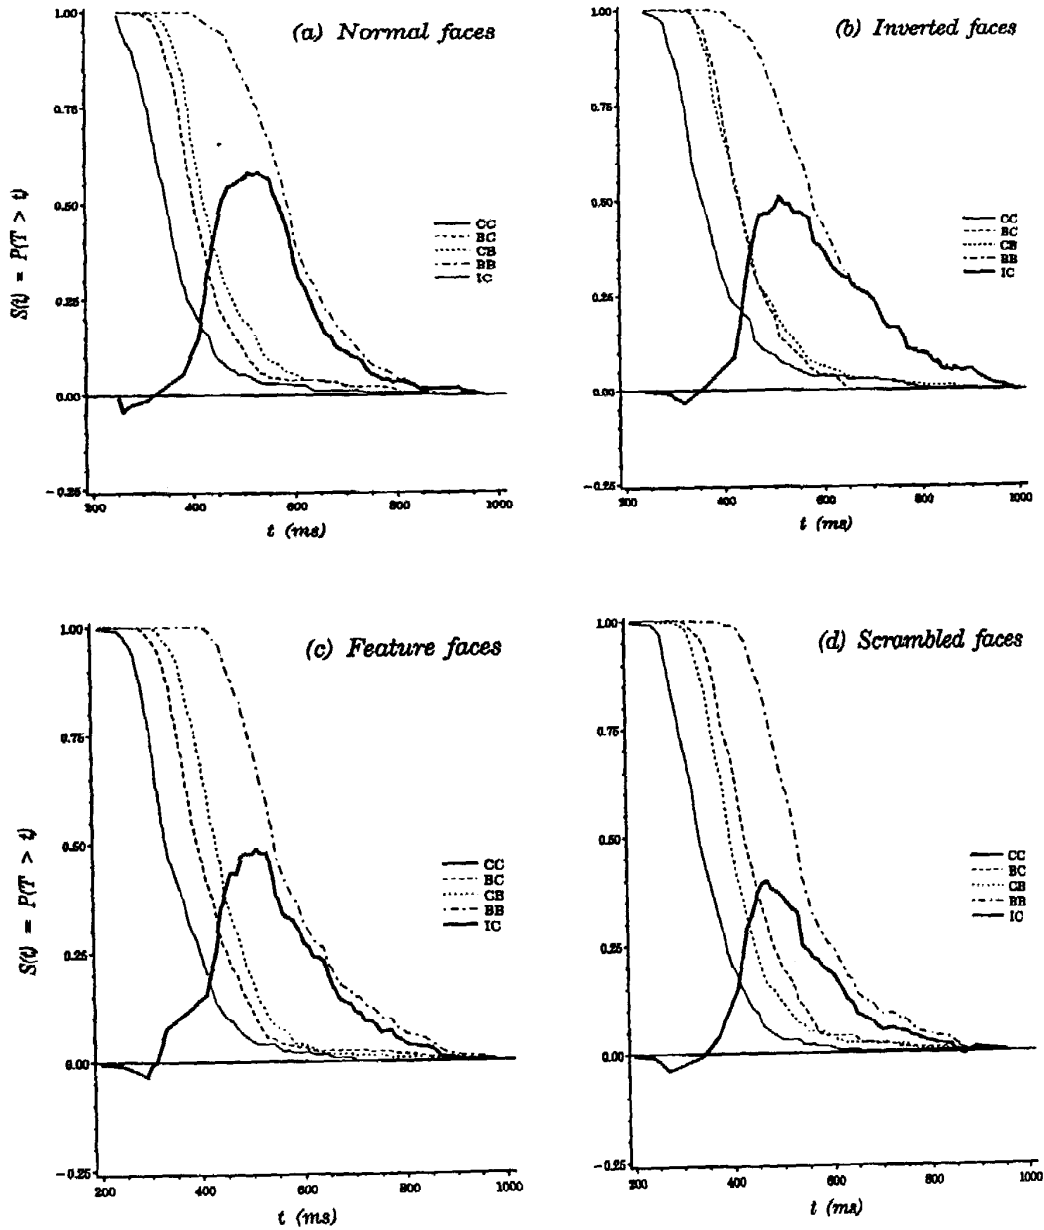 (a) Normal faces
S(t) = P(T > t)
1.00
0.75
0.50
0.25
0.00
-0.25
CC
BC
CB
BB
IC
200 400 600 800 1000
t (ms)
(b) Inverted faces
1.00
0.75
0.50
0.25
0.00
-0.25
CC
BC
CB
BB
IC
200 400 600 800 1000
t (ms)
(c) Feature faces
S(t) = P(T > t)
1.00
0.75
0.50
0.25
0.00
-0.25
CC
BC
CB
BB
IC
200 400 600 800 1000
t (ms)
(d) Scrambled faces
1.00
0.75
0.50
0.25
0.00
-0.25
CC
BC
CB
BB
IC
200 400 600 800 1000
t (ms)